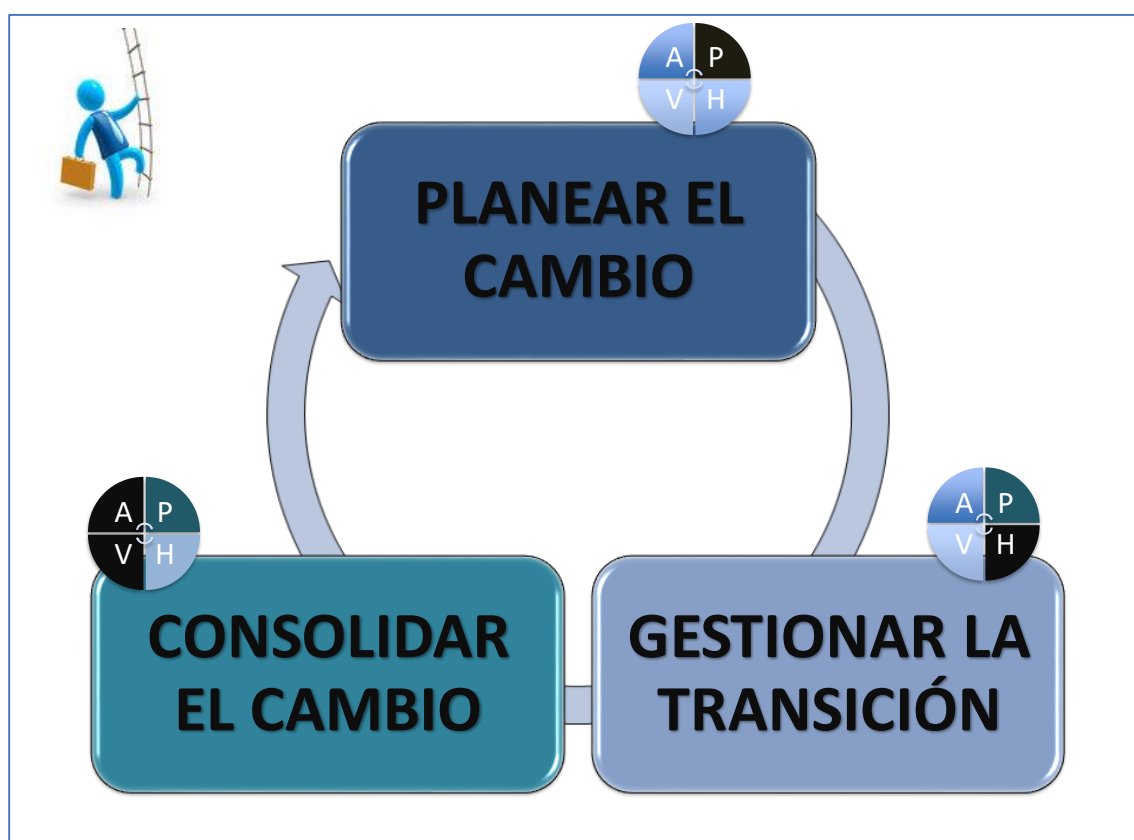 A P
V H
PLANEAR EL
CAMBIO
A P
V H
CONSOLIDAR
EL CAMBIO
A P
V H
GESTIONAR LA
TRANSICIÓN